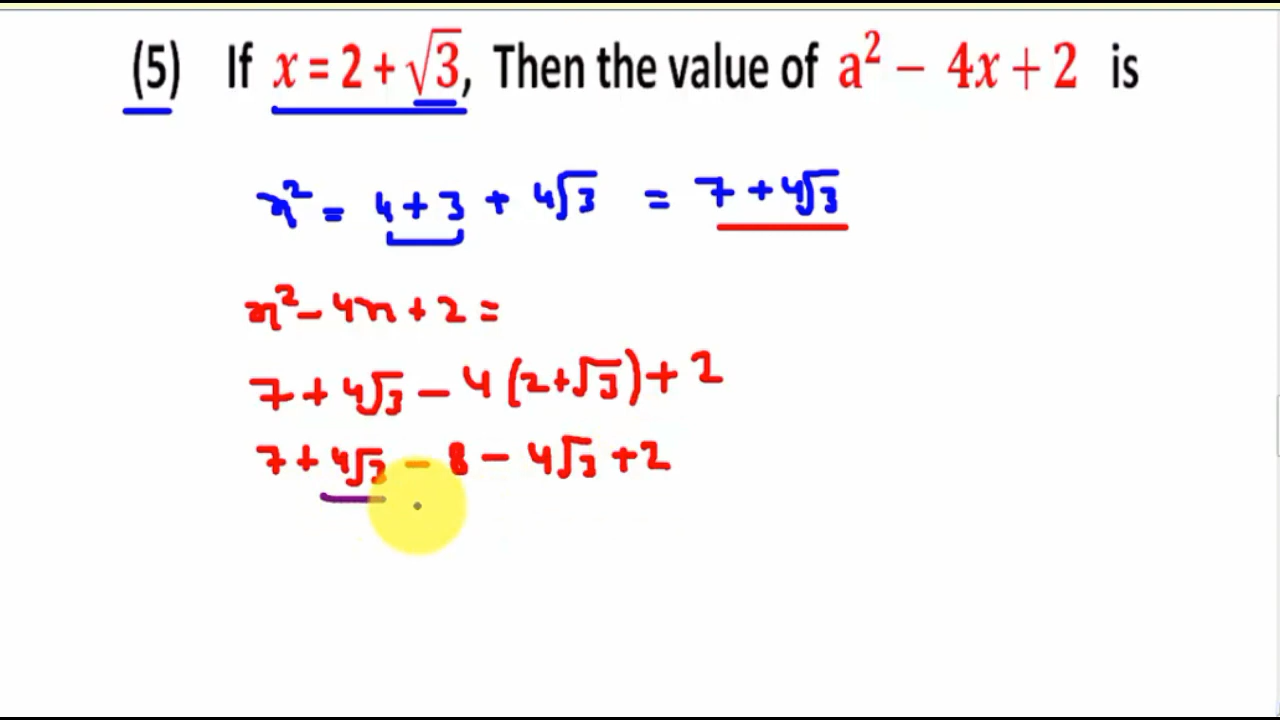 (5) If x = 2 + √3, Then the value of a² − 4x + 2 is
x² = 4 + 3 + 4√3 = 7 + 4√3
x² − 4x + 2 =
7 + 4√3 − 4(2+√3) + 2
7 + 4√3 − 8 − 4√3 + 2